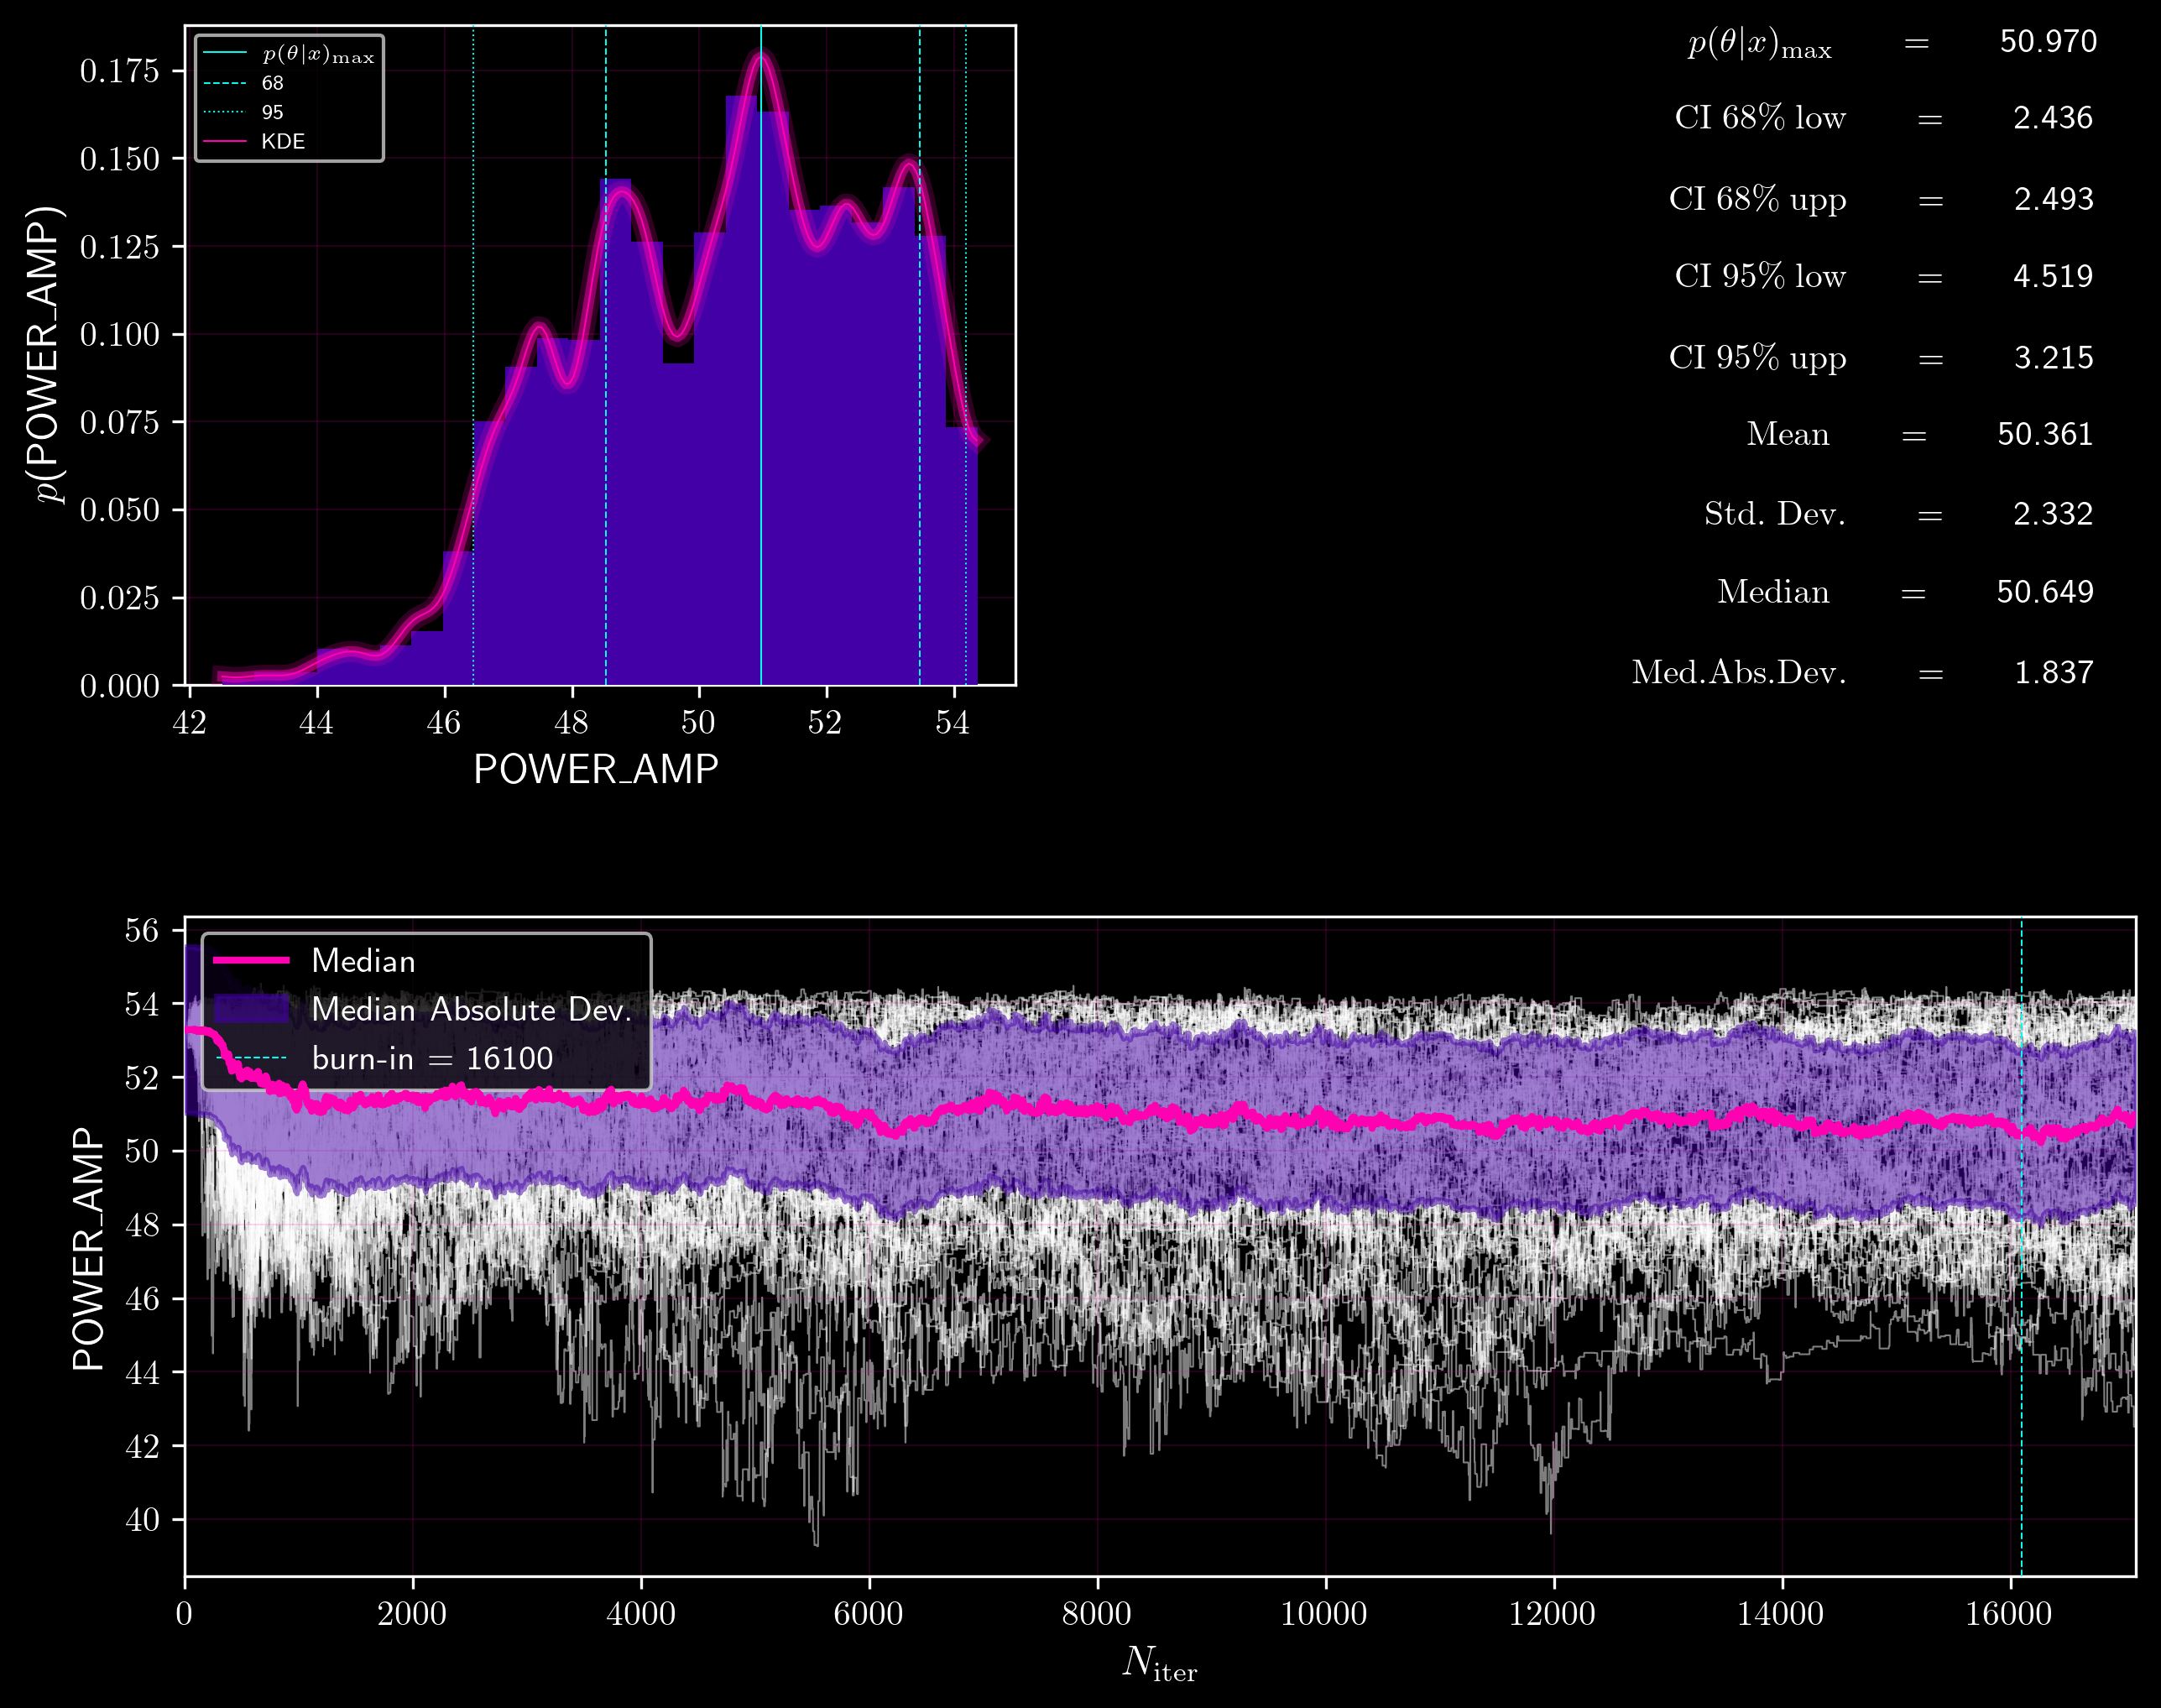 p(θ|x)max
68
95
KDE
0.175
0.150
0.125
0.100
0.075
0.050
0.025
0.000
p(POWER_AMP)
42 44 46 48 50 52 54
POWER_AMP
p(θ|x)max = 50.970
CI 68% low = 2.436
CI 68% upp = 2.493
CI 95% low = 4.519
CI 95% upp = 3.215
Mean = 50.361
Std. Dev. = 2.332
Median = 50.649
Med.Abs.Dev. = 1.837
Median
Median Absolute Dev.
burn-in = 16100
56
54
52
50
48
46
44
42
40
POWER_AMP
0 2000 4000 6000 8000 10000 12000 14000 16000
Niter